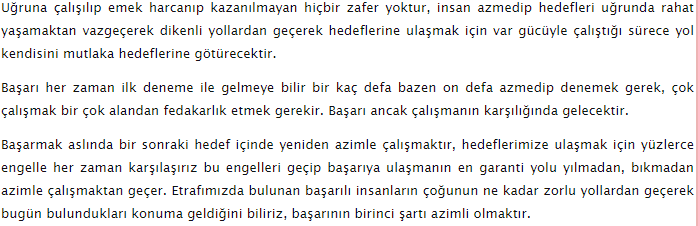 Uğruna çalışılıp emek harcanıp kazanılmayan hiçbir zafer yoktur, insan azmedip hedefleri uğrunda rahat
yaşamaktan vazgeçerek dikenli yollardan geçerek hedeflerine ulaşmak için var gücüyle çalıştığı sürece yol
kendisini mutlaka hedeflerine götürecektir.
Başarı her zaman ilk deneme ile gelmeye bilir bir kaç defa bazen on defa azmedip denemek gerek, çok
çalışmak bir çok alandan fedakarlık etmek gerekir. Başarı ancak çalışmanın karşılığında gelecektir.
Başarmak aslında bir sonraki hedef içinde yeniden azimle çalışmaktır, hedeflerimize ulaşmak için yüzlerce
engelle her zaman karşılaşırız bu engelleri geçip başarıya ulaşmanın en garanti yolu yılmadan, bıkmadan
azimle çalışmaktan geçer. Etrafımızda bulunan başarılı insanların çoğunun ne kadar zorlu yollardan geçerek
bugün bulundukları konuma geldiğini biliriz, başarının birinci şartı azimli olmaktır.